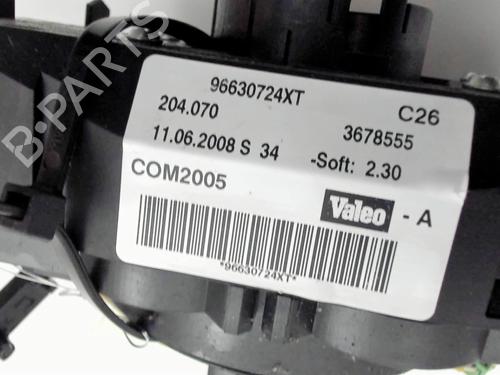 B-PARTS
96630724XT C26
204.070 3678555
11.06.2008 S 34 -Soft: 2.30
COM2005
Valeo - A
*96630724XT*